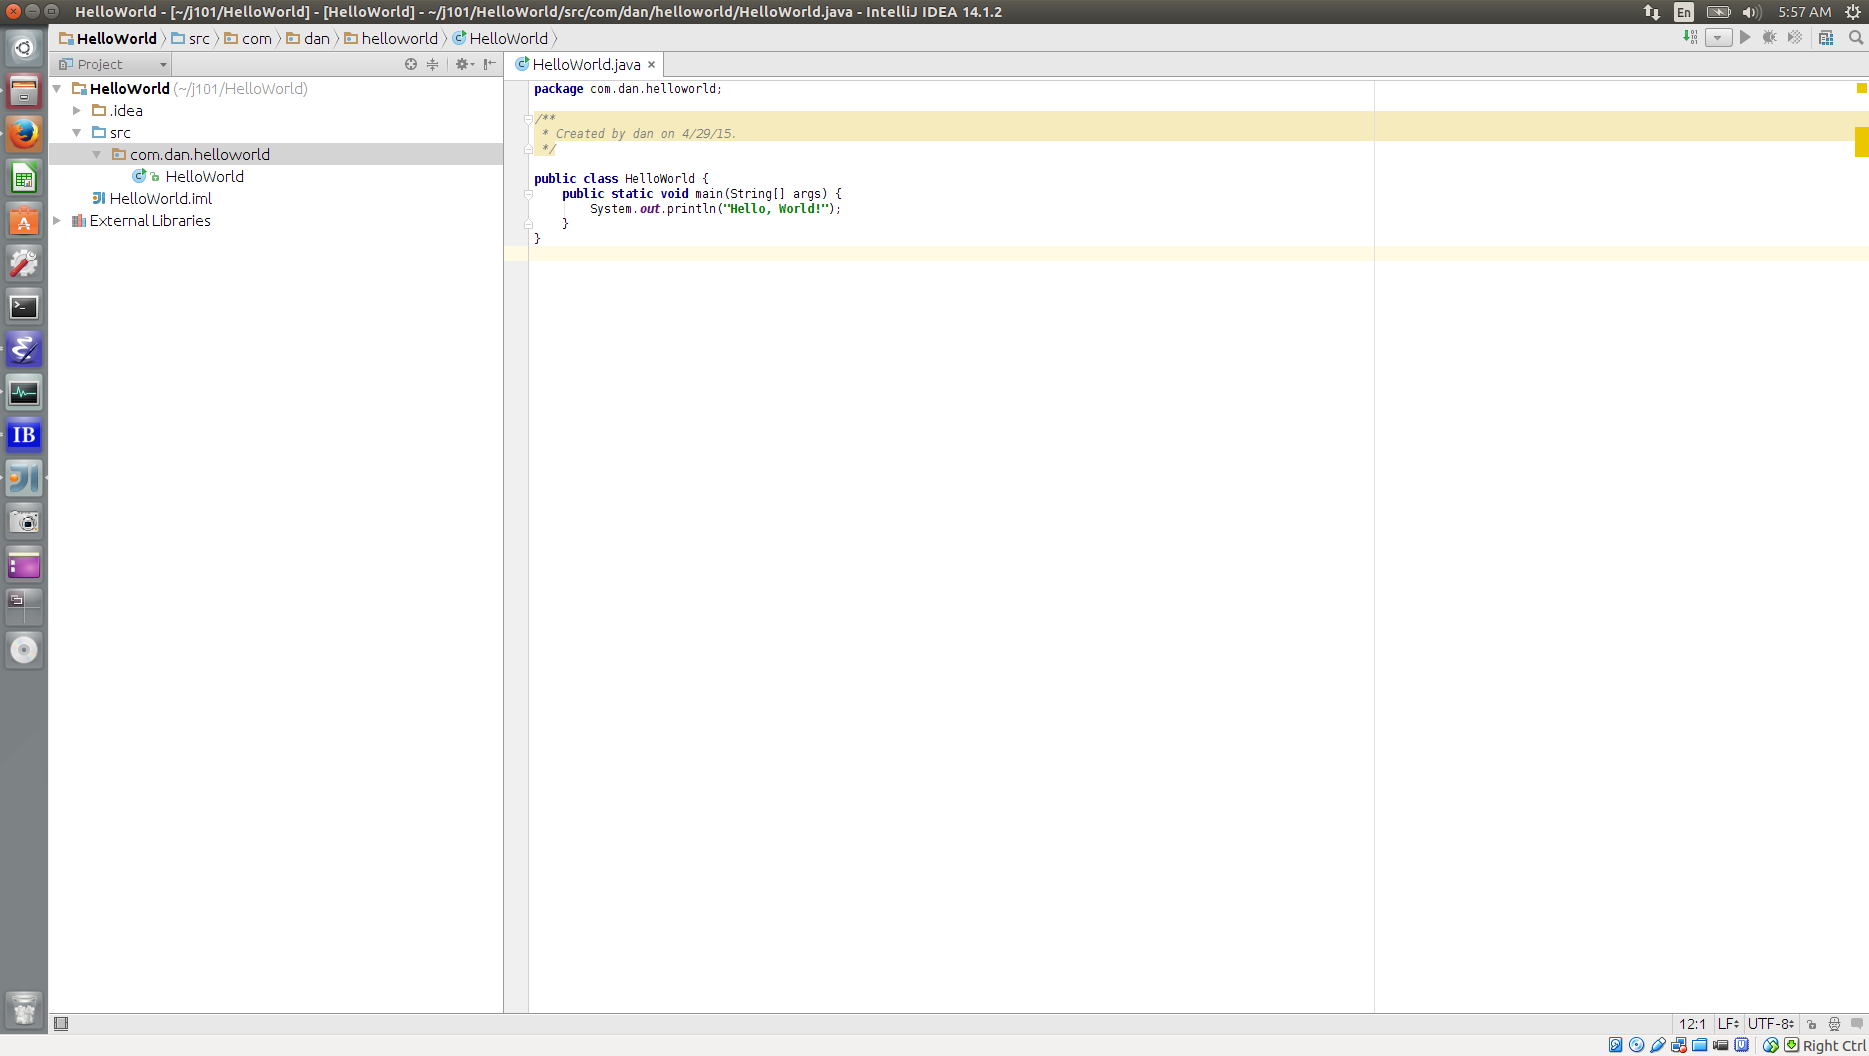 HelloWorld - [~/j101/HelloWorld] - [HelloWorld] - ~/j101/HelloWorld/src/com/dan/helloworld/HelloWorld.java - IntelliJ IDEA 14.1.2
En
5:57 AM
HelloWorld src com dan helloworld HelloWorld
Project
HelloWorld.java
HelloWorld (~/j101/HelloWorld)
.idea
src
com.dan.helloworld
HelloWorld
HelloWorld.iml
External Libraries
package com.dan.helloworld;
/**
* Created by dan on 4/29/15.
*/
public class HelloWorld {
public static void main(String[] args) {
System.out.println("Hello, World!");
}
}
IB
12:1 LF UTF-8
Right Ctrl